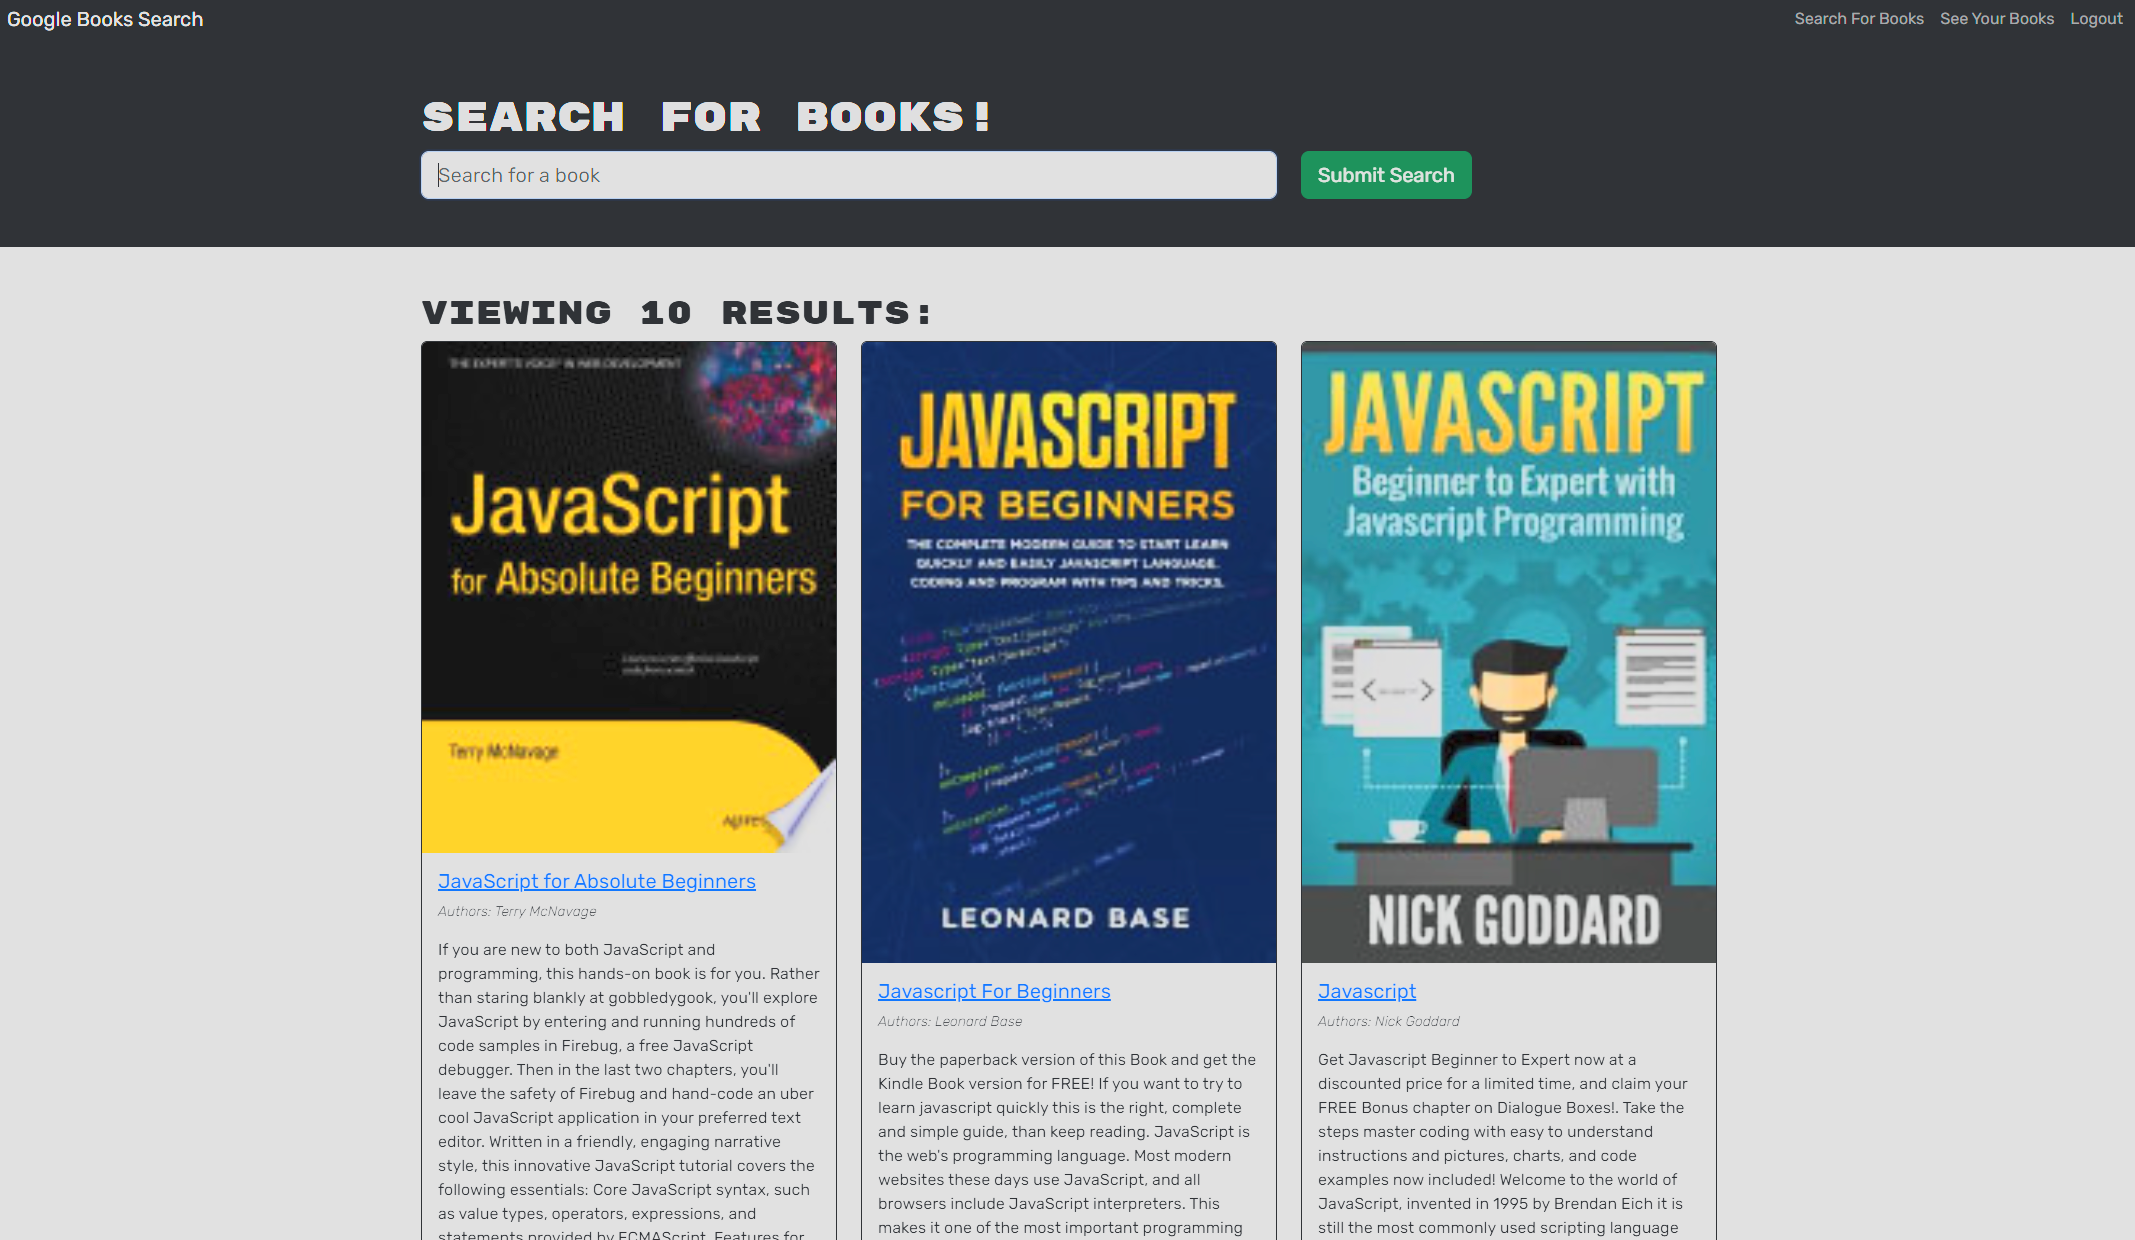 Google Books Search
Search For Books
See Your Books
Logout
SEARCH FOR BOOKS!
Search for a book
Submit Search
VIEWING 10 RESULTS:
THE EXPERT'S VOICE® IN WEB DEVELOPMENT
JavaScript
for Absolute Beginners
Terry McNavage
JavaScript for Absolute Beginners
Authors: Terry McNavage
If you are new to both JavaScript and
programming, this hands-on book is for you. Rather
than staring blankly at gobbledygook, you'll explore
JavaScript by entering and running hundreds of
code samples in Firebug, a free JavaScript
debugger. Then in the last two chapters, you'll
leave the safety of Firebug and hand-code an uber
cool JavaScript application in your preferred text
editor. Written in a friendly, engaging narrative
style, this innovative JavaScript tutorial covers the
following essentials: Core JavaScript syntax, such
as value types, operators, expressions, and
statements provided by ECMAScript. Features for
JAVASCRIPT
FOR BEGINNERS
THE COMPLETE MODERN GUIDE TO START LEARN
QUICKLY AND EASILY JAVASCRIPT LANGUAGE.
CODING AND PROGRAM WITH TIPS AND TRICKS.
LEONARD BASE
Javascript For Beginners
Authors: Leonard Base
Buy the paperback version of this Book and get the
Kindle Book version for FREE! If you want to try to
learn javascript quickly this is the right, complete
and simple guide, than keep reading. JavaScript is
the web's programming language. Most modern
websites these days use JavaScript, and all
browsers include JavaScript interpreters. This
makes it one of the most important programming
JAVASCRIPT
Beginner to Expert with
Javascript Programming
NICK GODDARD
Javascript
Authors: Nick Goddard
Get Javascript Beginner to Expert now at a
discounted price for a limited time, and claim your
FREE Bonus chapter on Dialogue Boxes!. Take the
steps master coding with easy to understand
instructions and pictures, charts, and code
examples now included! Welcome to the world of
JavaScript, invented in 1995 by Brendan Eich it is
still the most commonly used scripting language